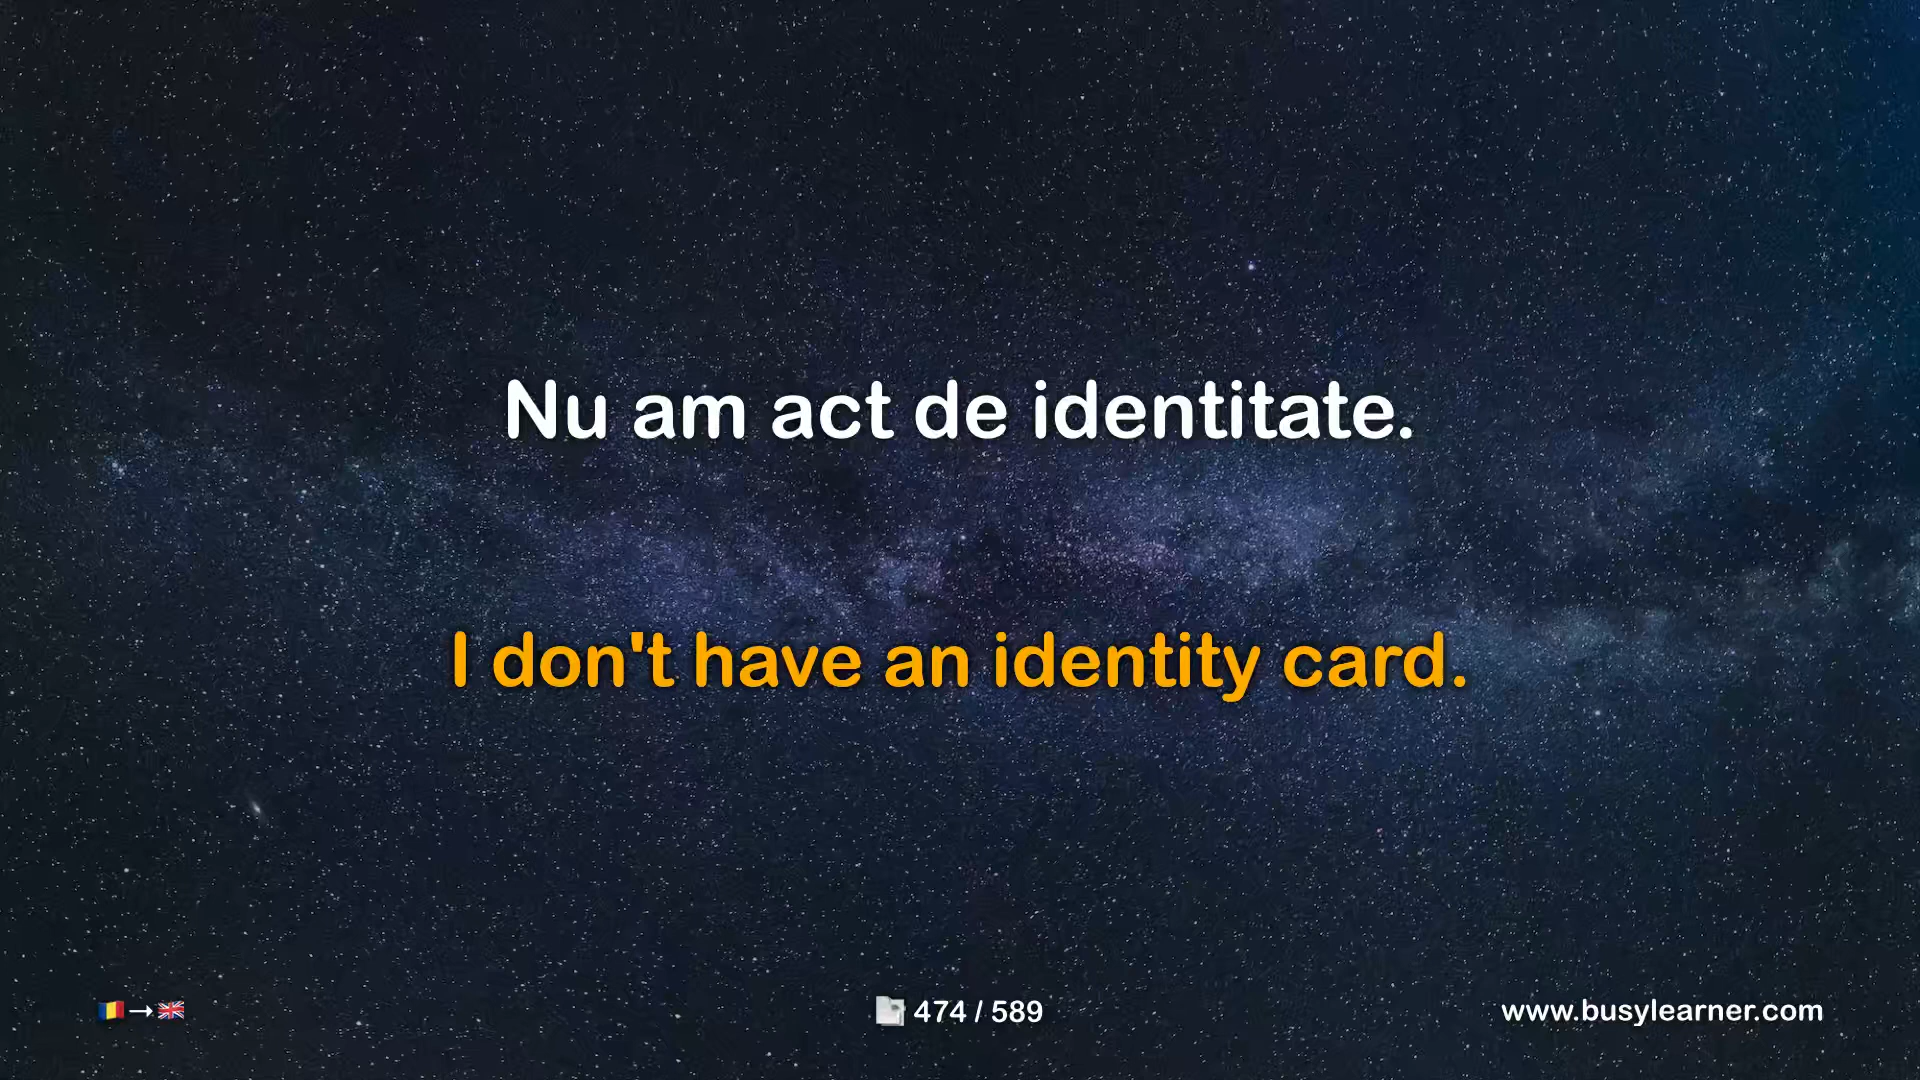 Nu am act de identitate.
I don't have an identity card.
→
474 / 589
www.busylearner.com